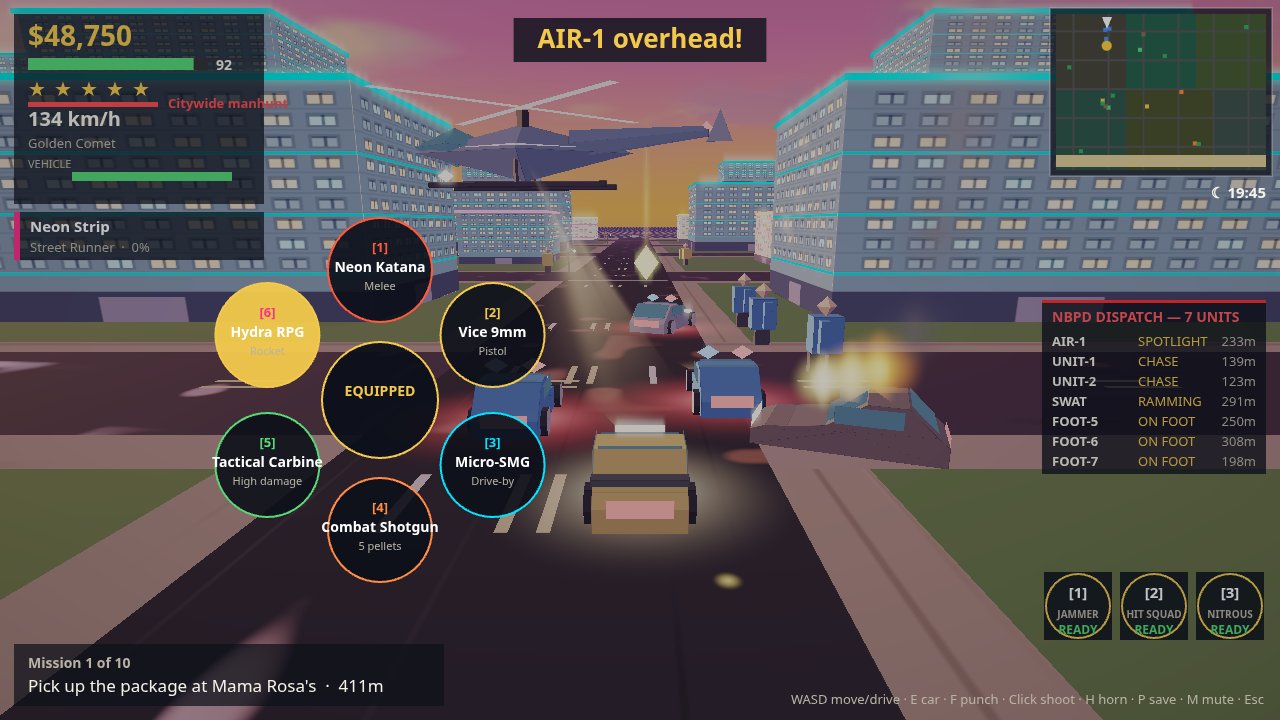 $48,750
92
★ ★ ★ ★ ★
Citywide manhunt
134 km/h
Golden Comet
VEHICLE
Neon Strip
Street Runner · 0%
AIR-1 overhead!
☾ 19:45
[1]
Neon Katana
Melee
[6]
Hydra RPG
Rocket
[2]
Vice 9mm
Pistol
EQUIPPED
[5]
Tactical Carbine
High damage
[3]
Micro-SMG
Drive-by
[4]
Combat Shotgun
5 pellets
NBPD DISPATCH — 7 UNITS
AIR-1 SPOTLIGHT 233m
UNIT-1 CHASE 139m
UNIT-2 CHASE 123m
SWAT RAMMING 291m
FOOT-5 ON FOOT 250m
FOOT-6 ON FOOT 308m
FOOT-7 ON FOOT 198m
[1] [2] [3]
JAMMER HIT SQUAD NITROUS
READY READY READY
Mission 1 of 10
Pick up the package at Mama Rosa's · 411m
WASD move/drive · E car · F punch · Click shoot · H horn · P save · M mute · Esc